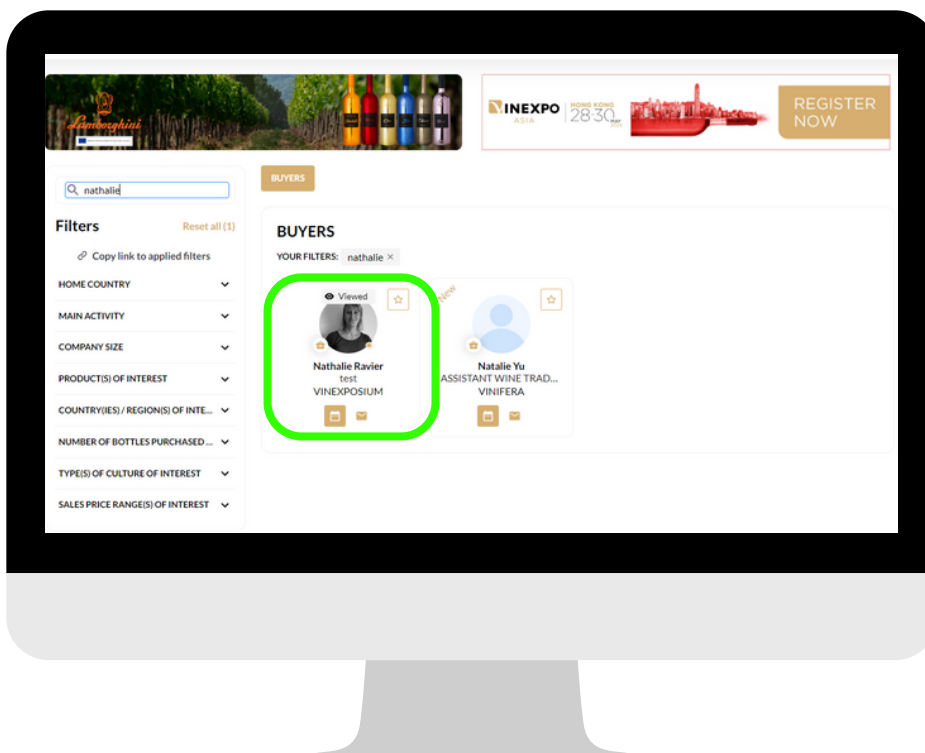 Lamborghini
VINEXPO
ASIA
HONG KONG
28-30
MAY
REGISTER
NOW
nathalie
BUYERS
Filters
Reset all (1)
Copy link to applied filters
HOME COUNTRY
MAIN ACTIVITY
COMPANY SIZE
PRODUCT(S) OF INTEREST
COUNTRY(IES) / REGION(S) OF INTE...
NUMBER OF BOTTLES PURCHASED ...
TYPE(S) OF CULTURE OF INTEREST
SALES PRICE RANGE(S) OF INTEREST
BUYERS
YOUR FILTERS: nathalie ×
Viewed
Nathalie Ravier
test
VINEXPOSIUM
New
Natalie Yu
ASSISTANT WINE TRAD...
VINIFERA